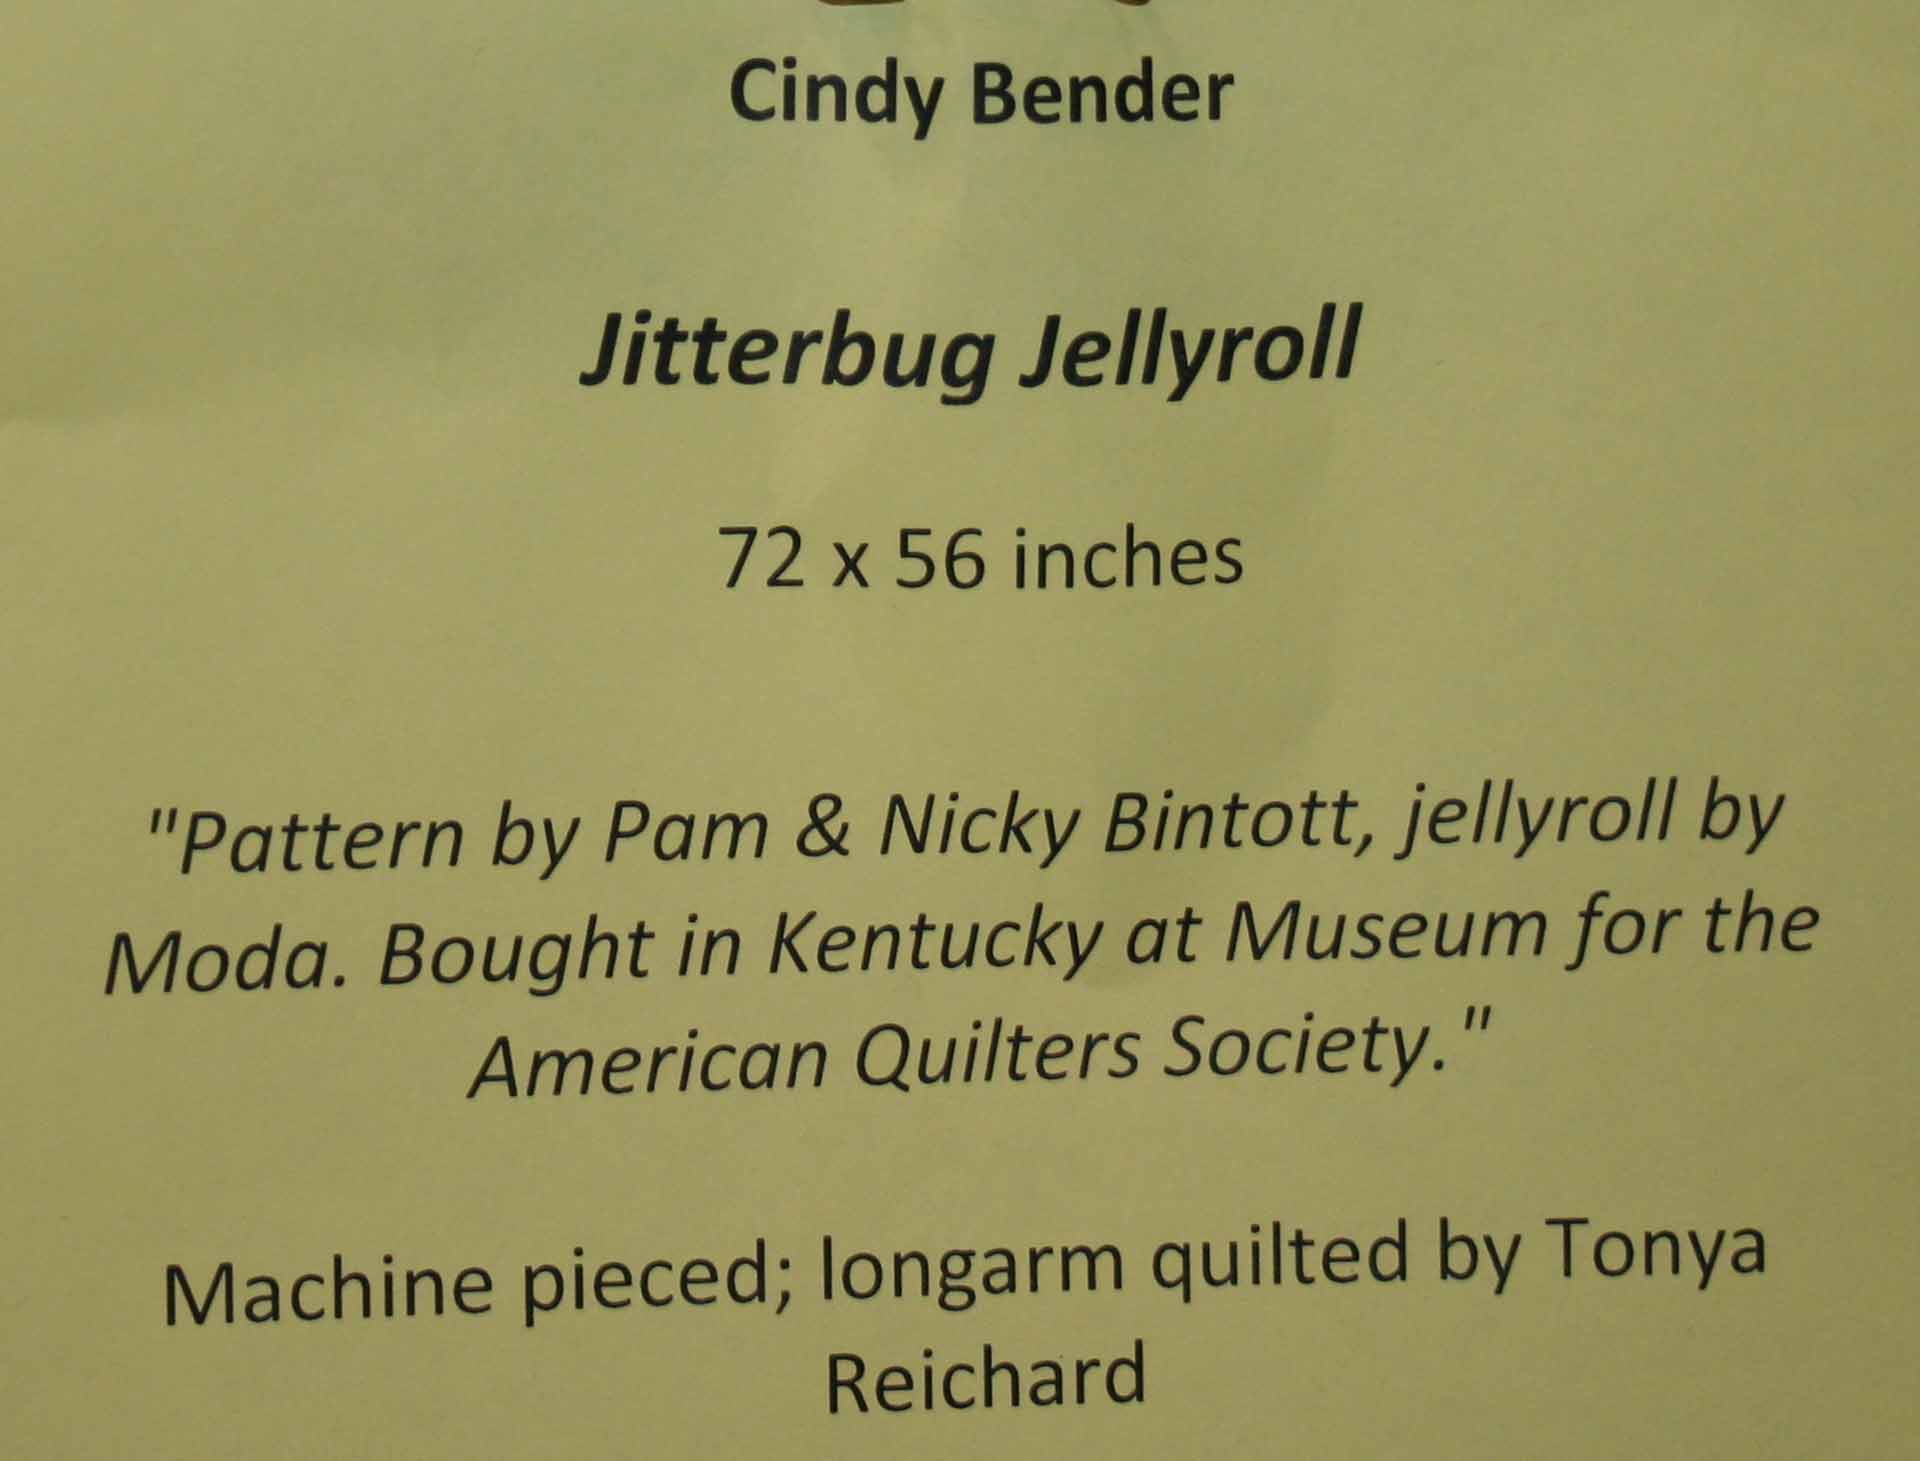 Cindy Bender
Jitterbug Jellyroll
72 x 56 inches
"Pattern by Pam & Nicky Bintott, jellyroll by
Moda. Bought in Kentucky at Museum for the
American Quilters Society."
Machine pieced; longarm quilted by Tonya
Reichard